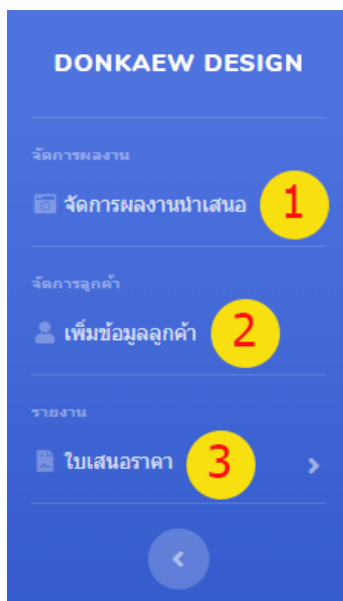 DONKAEW DESIGN
จัดการผลงาน
จัดการผลงานนำเสนอ 1
จัดการลูกค้า
เพิ่มข้อมูลลูกค้า 2
รายงาน
ใบเสนอราคา 3